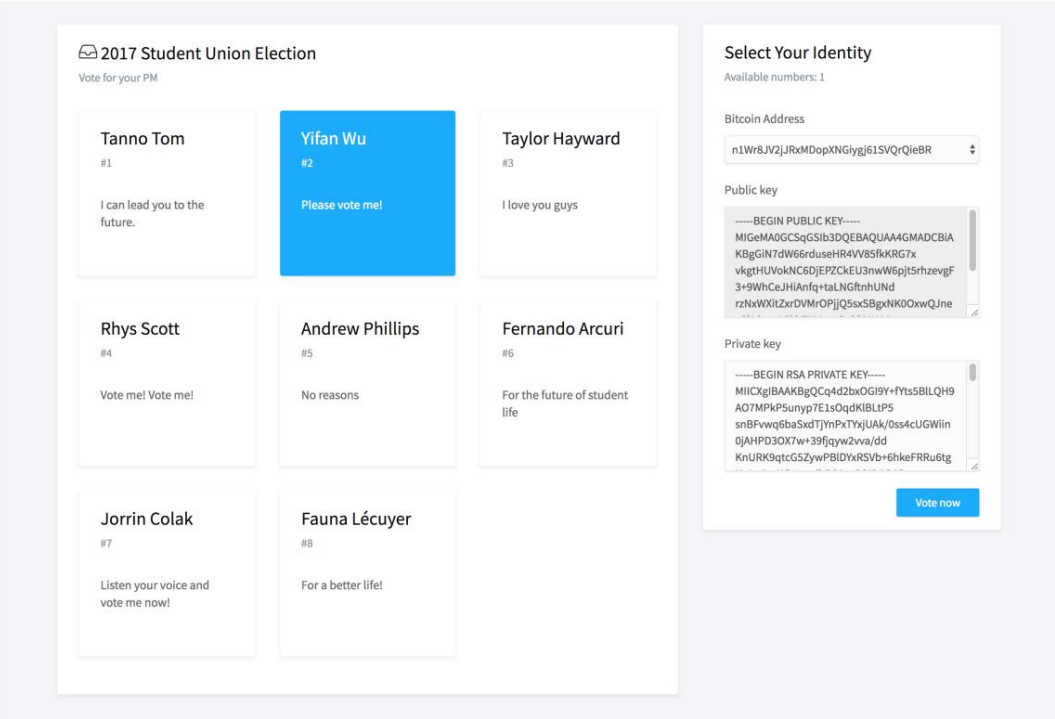 2017 Student Union Election
Vote for your PM
Tanno Tom
#1
I can lead you to the
future.
Yifan Wu
#2
Please vote me!
Taylor Hayward
#3
I love you guys
Rhys Scott
#4
Vote me! Vote me!
Andrew Phillips
#5
No reasons
Fernando Arcuri
#6
For the future of student
life
Jorrin Colak
#7
Listen your voice and
vote me now!
Fauna Lécuyer
#8
For a better life!
Select Your Identity
Available numbers: 1
Bitcoin Address
n1Wr8JV2jJRxMDopXNGiygj61SVQrQieBR
Public key
-----BEGIN PUBLIC KEY-----
MIGeMA0GCSqGSIb3DQEBAQUAA4GMADCBiA
KBgGiN7dW66rduseHR4VV85fkKRG7x
vkgtHUVokNC6DjEPZCkEU3nwW6pjt5rhzevgF
3+9WhCeJHiAnfq+taLNGftnhUNd
rzNxWXitZxrDVMrOPjjQ5sxSBgxNK0OxwQJne
Private key
-----BEGIN RSA PRIVATE KEY-----
MIICXgIBAAKBgQCq4d2bxOGI9Y+fYts5BlLQH9
AO7MPkP5unyp7E1sOqdKlBLtP5
snBFvwq6baSxdTjYnPxTYxjUAk/0ss4cUGWiin
0jAHPD3OX7w+39fjqyw2vva/dd
KnURK9qtcG5ZywPBlDYxRSVb+6hkeFRRu6tg
Vote now